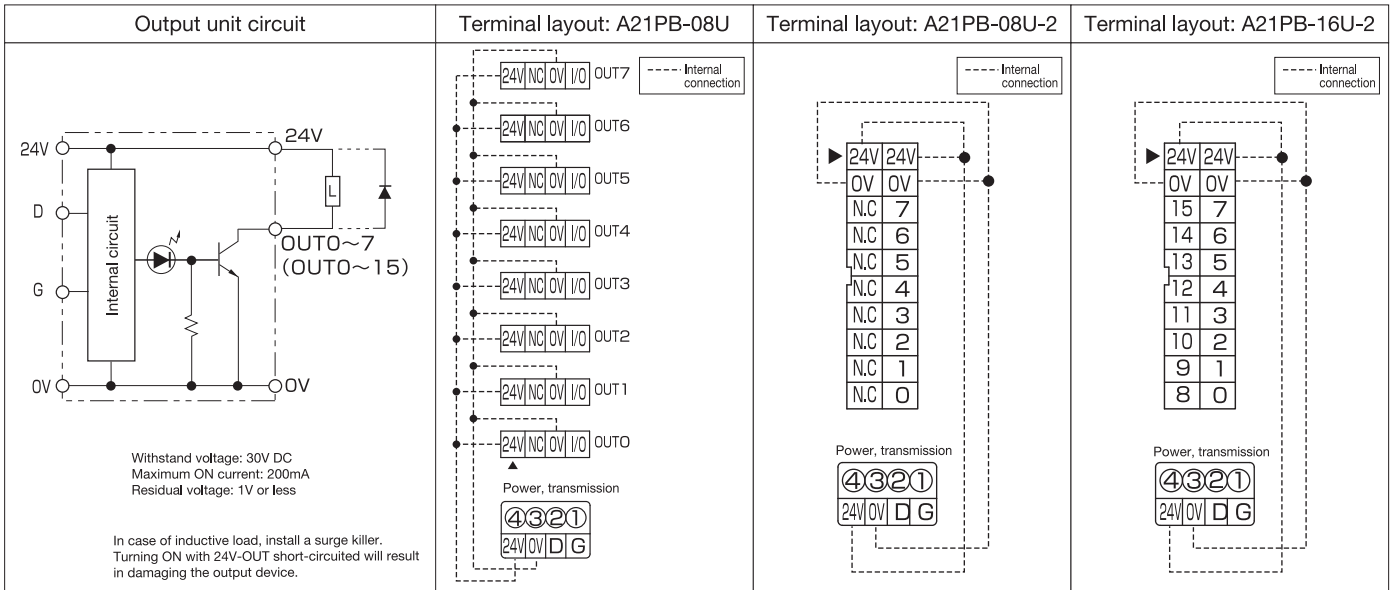 Output unit circuit
Terminal layout: A21PB-08U
Terminal layout: A21PB-08U-2
Terminal layout: A21PB-16U-2
24V
24V
D
G
Internal circuit
L
OUT0~7
(OUT0~15)
0V
0V
Withstand voltage: 30V DC
Maximum ON current: 200mA
Residual voltage: 1V or less
In case of inductive load, install a surge killer.
Turning ON with 24V-OUT short-circuited will result
in damaging the output device.
Internal
connection
24V NC 0V I/O OUT7
24V NC 0V I/O OUT6
24V NC 0V I/O OUT5
24V NC 0V I/O OUT4
24V NC 0V I/O OUT3
24V NC 0V I/O OUT2
24V NC 0V I/O OUT1
24V NC 0V I/O OUT0
Power, transmission
④③②①
24V 0V D G
Internal
connection
24V 24V
0V 0V
N.C 7
N.C 6
N.C 5
N.C 4
N.C 3
N.C 2
N.C 1
N.C 0
Power, transmission
④③②①
24V 0V D G
Internal
connection
24V 24V
0V 0V
15 7
14 6
13 5
12 4
11 3
10 2
9 1
8 0
Power, transmission
④③②①
24V 0V D G